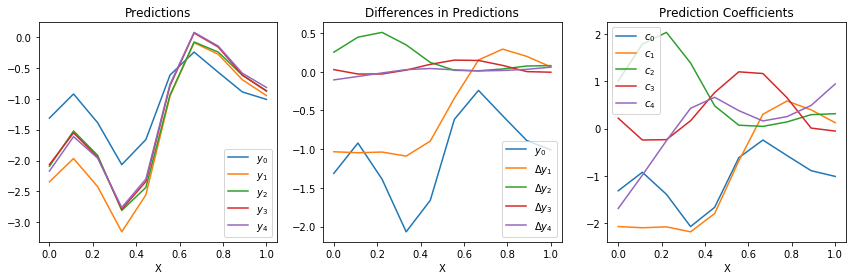 Predictions
0.0
−0.5
−1.0
−1.5
−2.0
−2.5
−3.0
0.0 0.2 0.4 0.6 0.8 1.0
X
y₀
y₁
y₂
y₃
y₄
Differences in Predictions
0.5
0.0
−0.5
−1.0
−1.5
−2.0
0.0 0.2 0.4 0.6 0.8 1.0
X
y₀
Δy₁
Δy₂
Δy₃
Δy₄
Prediction Coefficients
2
1
0
−1
−2
0.0 0.2 0.4 0.6 0.8 1.0
X
c₀
c₁
c₂
c₃
c₄